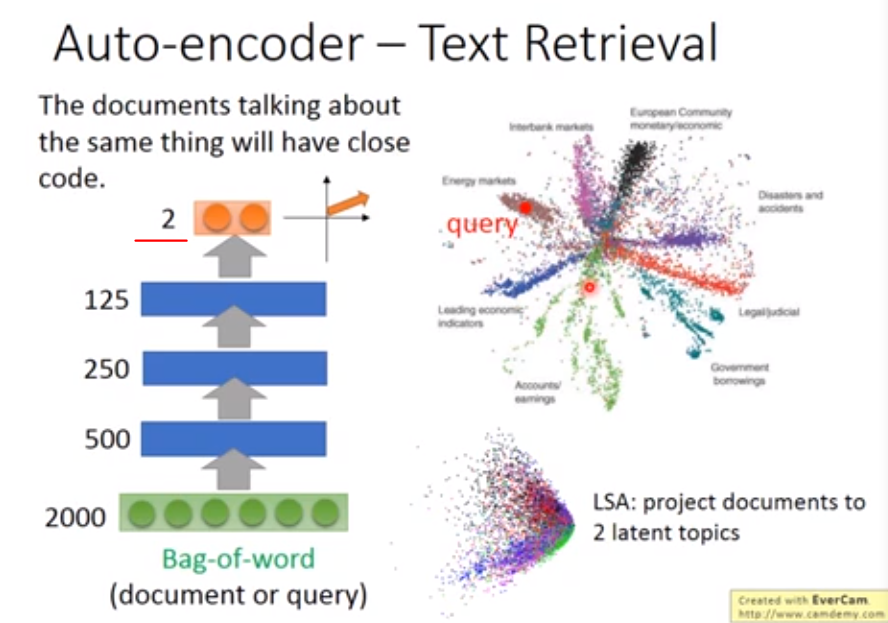 Auto-encoder – Text Retrieval
The documents talking about
the same thing will have close
code.
2
125
250
500
2000
Bag-of-word
(document or query)
Interbank markets
European Community
monetary/economic
Energy markets
query
Disasters and
accidents
Leading economic
indicators
Legal/judicial
Government
borrowings
Accounts/
earnings
LSA: project documents to
2 latent topics
Created with EverCam.
http://www.camdemy.com